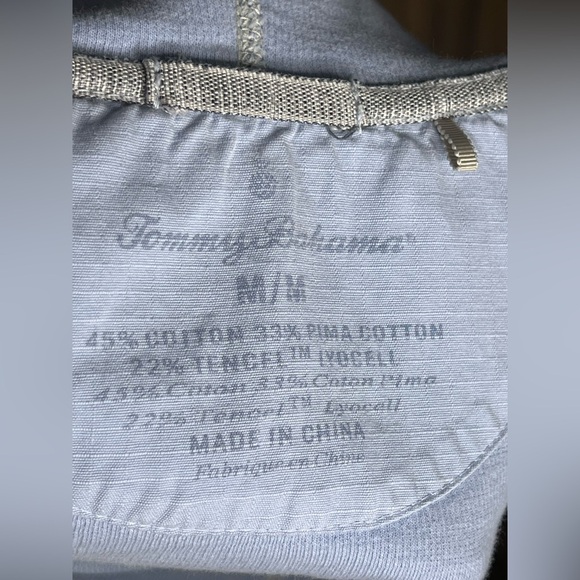 Tommy Bahama®
M/M
45% COTTON 33% PIMA COTTON
22% TENCEL™ LYOCELL
45% Coton 33% Coton Pima
22% Tencel™ Lyocell
MADE IN CHINA
Fabrique en Chine